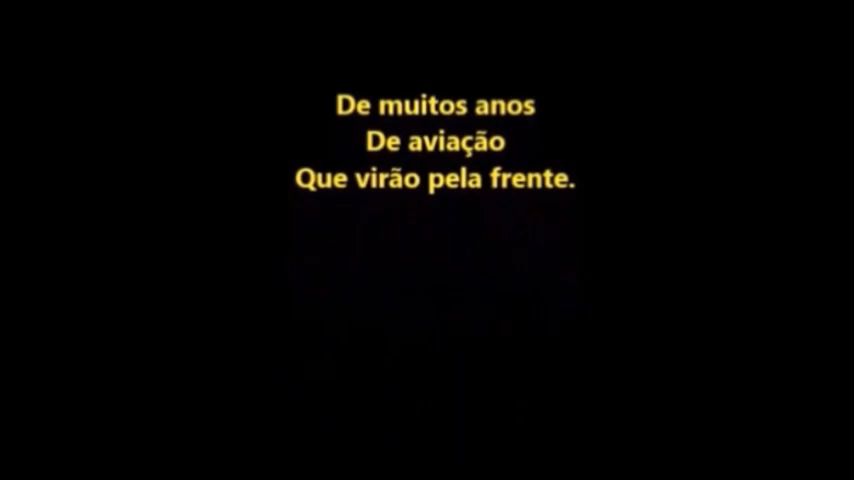 De muitos anos
De aviação
Que virão pela frente.